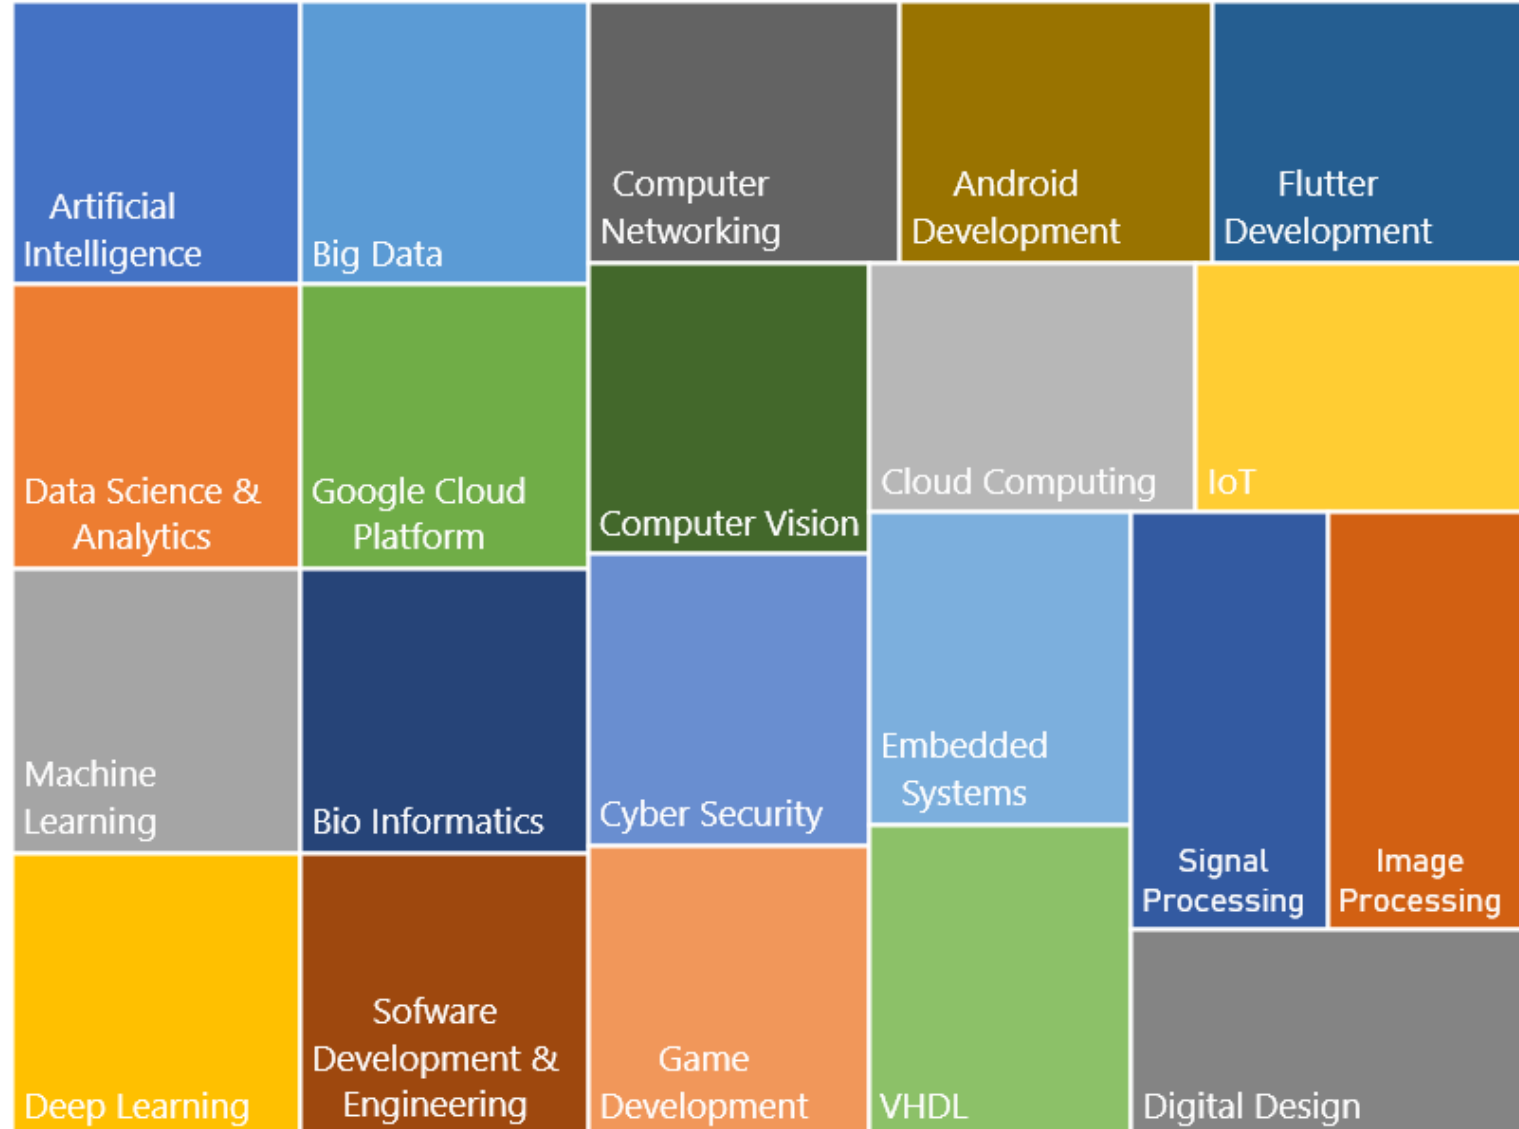 Artificial
Intelligence
Big Data
Computer
Networking
Android
Development
Flutter
Development
Data Science &
Analytics
Google Cloud
Platform
Computer Vision
Cloud Computing
IoT
Machine
Learning
Bio Informatics
Cyber Security
Embedded
Systems
Signal
Processing
Image
Processing
Deep Learning
Sofware
Development &
Engineering
Game
Development
VHDL
Digital Design